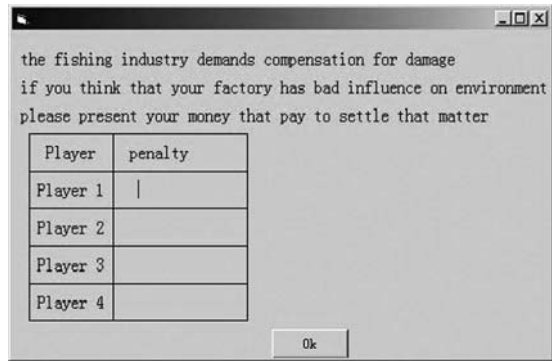 the fishing industry demands compensation for damage
if you think that your factory has bad influence on environment
please present your money that pay to settle that matter
Player penalty
Player 1
Player 2
Player 3
Player 4
Ok